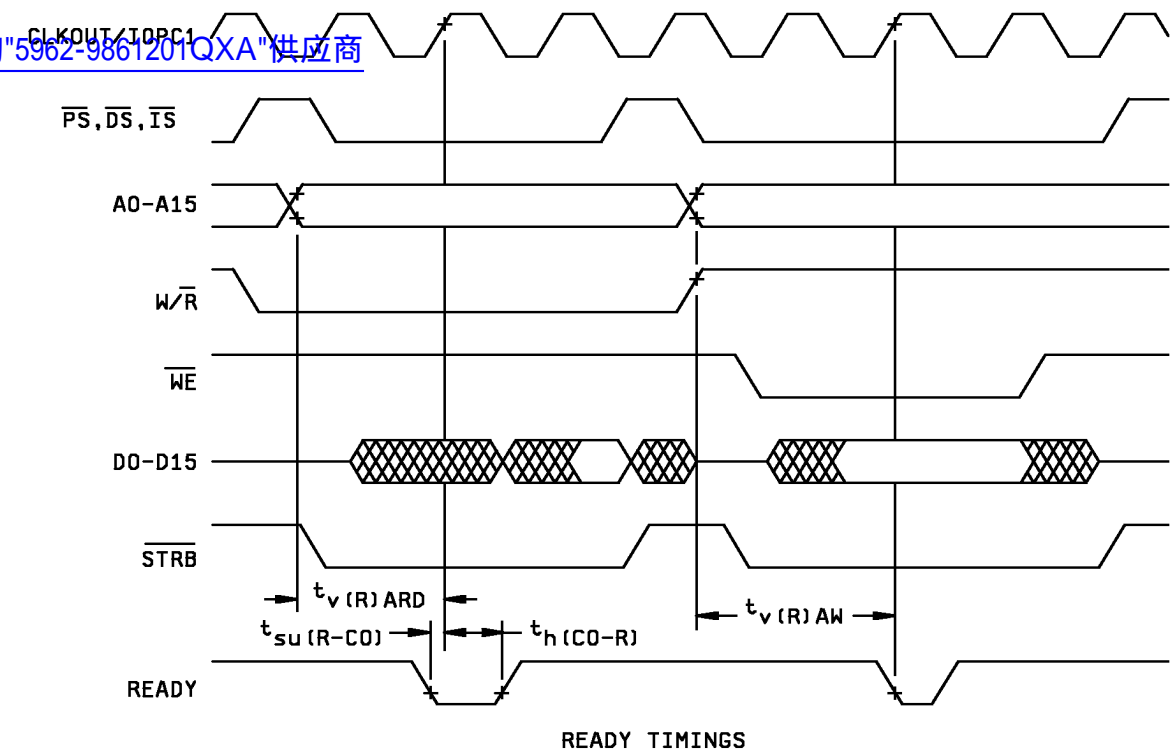 CLKOUT/IOPC1
"5962-9861201QXA"供应商
PS,DS,IS
A0-A15
W/R
WE
D0-D15
STRB
tv(R)ARD
tv(R)AW
tsu(R-CO)
th(CO-R)
READY
READY TIMINGS